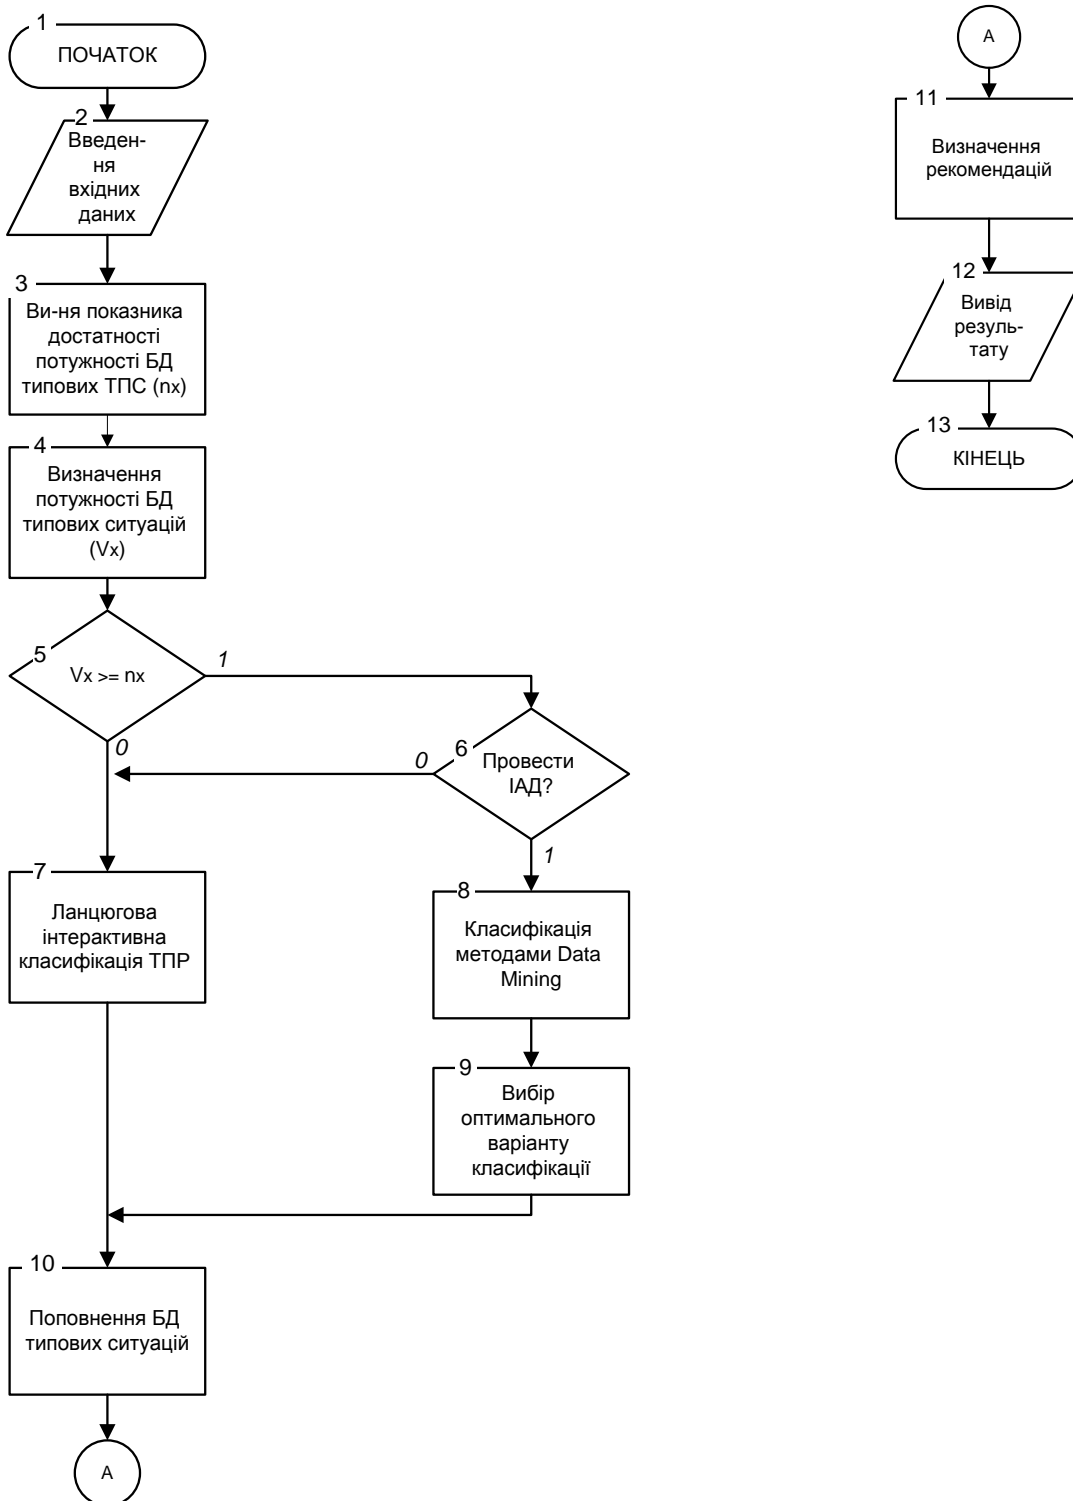 1
ПОЧАТОК
2
Введен-
ня
вхідних
даних
3
Ви-ня показника
достатності
потужності БД
типових ТПС (nx)
4
Визначення
потужності БД
типових ситуацій
(Vx)
5
Vx >= nx
1
0
6
Провести
ІАД?
0
1
7
Ланцюгова
інтерактивна
класифікація ТПР
8
Класифікація
методами Data
Mining
9
Вибір
оптимального
варіанту
класифікації
10
Поповнення БД
типових ситуацій
А
А
11
Визначення
рекомендацій
12
Вивід
резуль-
тату
13
КІНЕЦЬ